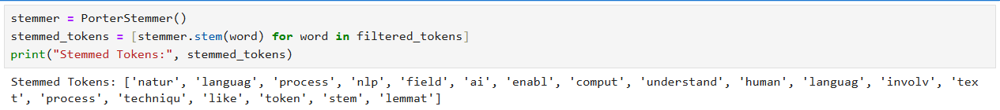 stemmer = PorterStemmer()
stemmed_tokens = [stemmer.stem(word) for word in filtered_tokens]
print("Stemmed Tokens:", stemmed_tokens)
Stemmed Tokens: ['natur', 'languag', 'process', 'nlp', 'field', 'ai', 'enabl', 'comput', 'understand', 'human', 'languag', 'involv', 'tex
t', 'process', 'techniqu', 'like', 'token', 'stem', 'lemmat']